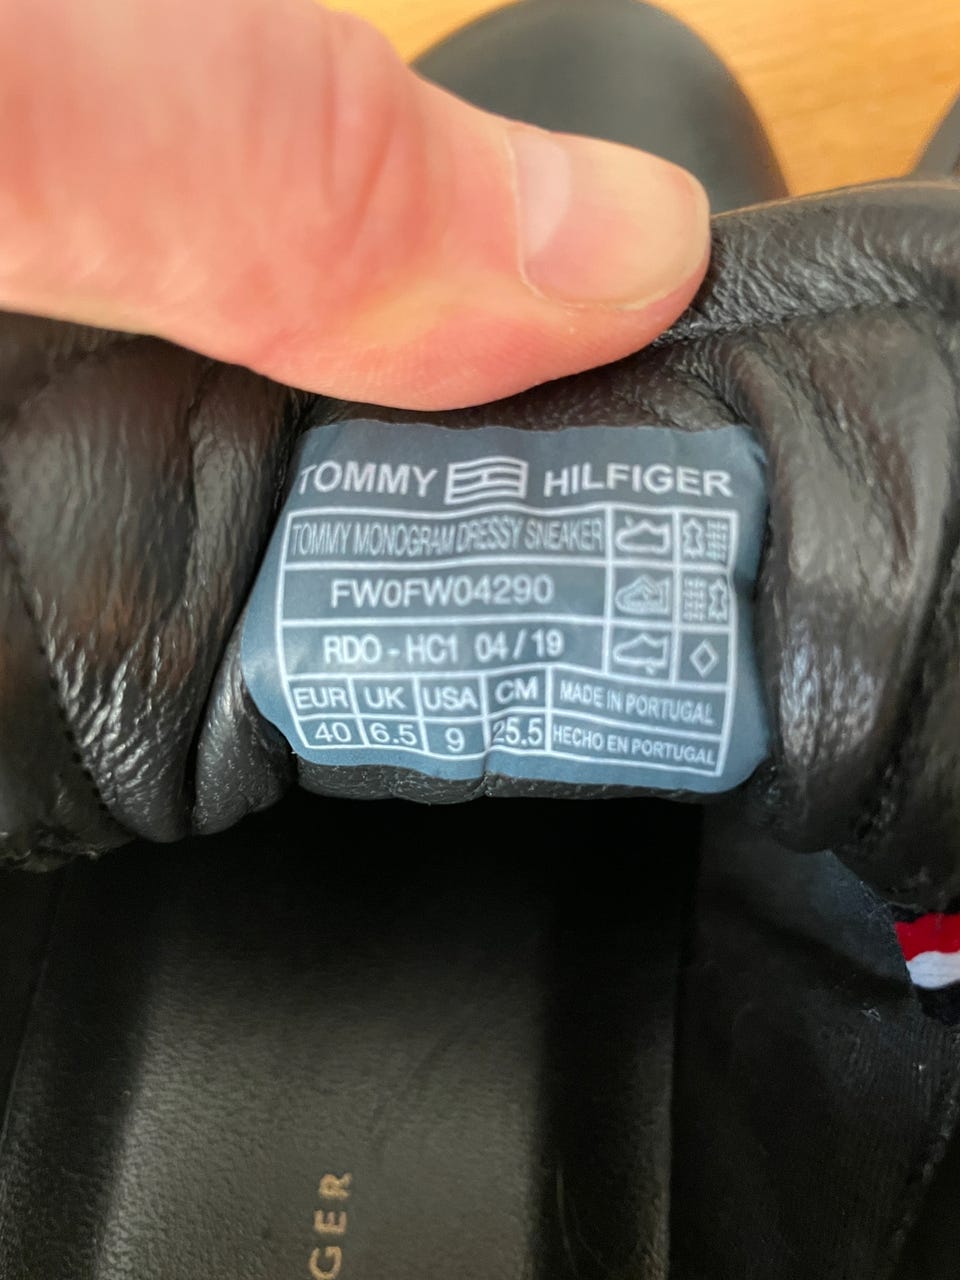 TOMMY HILFIGER
TOMMY MONOGRAM DRESSY SNEAKER
FW0FW04290
RDO - HC1 04 / 19
EUR UK USA CM MADE IN PORTUGAL
40 6.5 9 25.5 HECHO EN PORTUGAL
GER